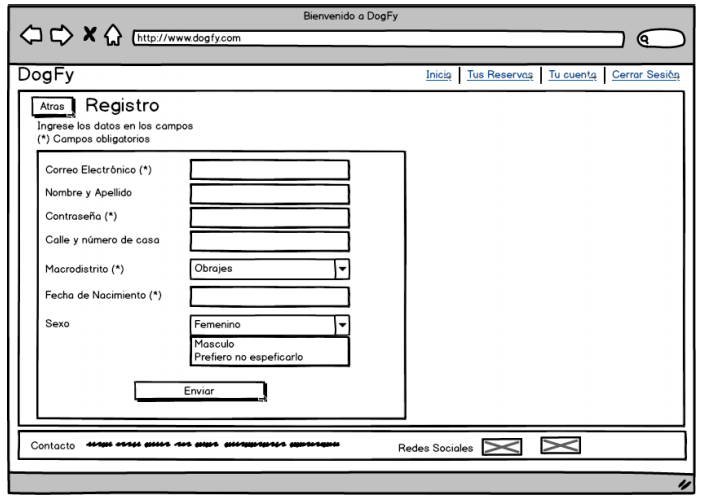 Bienvenido a DogFy
http://www.dogfy.com
DogFy
Inicio Tus Reservas Tu cuenta Cerrar Sesión
Atras Registro
Ingrese los datos en los campos
(*) Campos obligatorios
Correo Electrónico (*)
Nombre y Apellido
Contraseña (*)
Calle y número de casa
Macrodistrito (*) Obrajes
Fecha de Nacimiento (*)
Sexo Femenino
Masculo
Prefiero no espeficarlo
Enviar
Contacto Redes Sociales